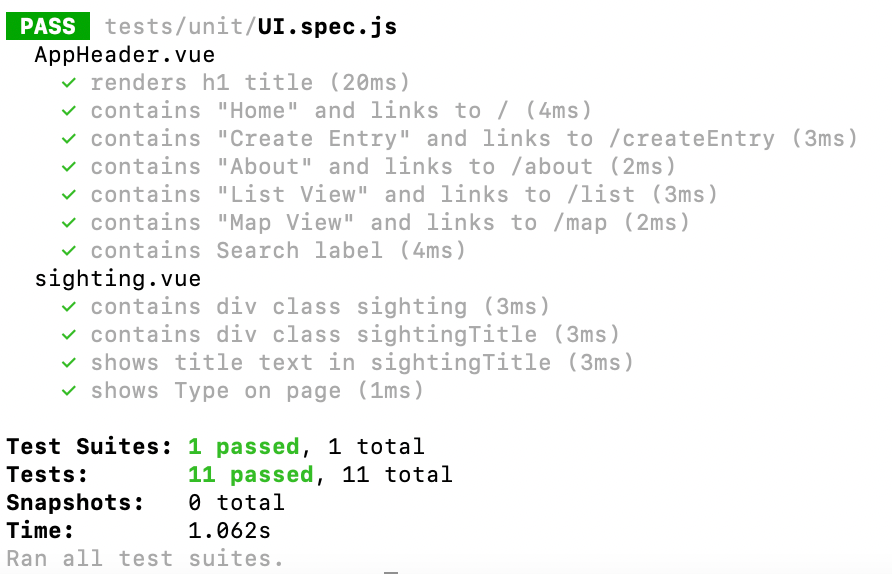 PASS tests/unit/UI.spec.js
AppHeader.vue
✓ renders h1 title (20ms)
✓ contains "Home" and links to / (4ms)
✓ contains "Create Entry" and links to /createEntry (3ms)
✓ contains "About" and links to /about (2ms)
✓ contains "List View" and links to /list (3ms)
✓ contains "Map View" and links to /map (2ms)
✓ contains Search label (4ms)
sighting.vue
✓ contains div class sighting (3ms)
✓ contains div class sightingTitle (3ms)
✓ shows title text in sightingTitle (3ms)
✓ shows Type on page (1ms)
Test Suites: 1 passed, 1 total
Tests: 11 passed, 11 total
Snapshots: 0 total
Time: 1.062s
Ran all test suites.